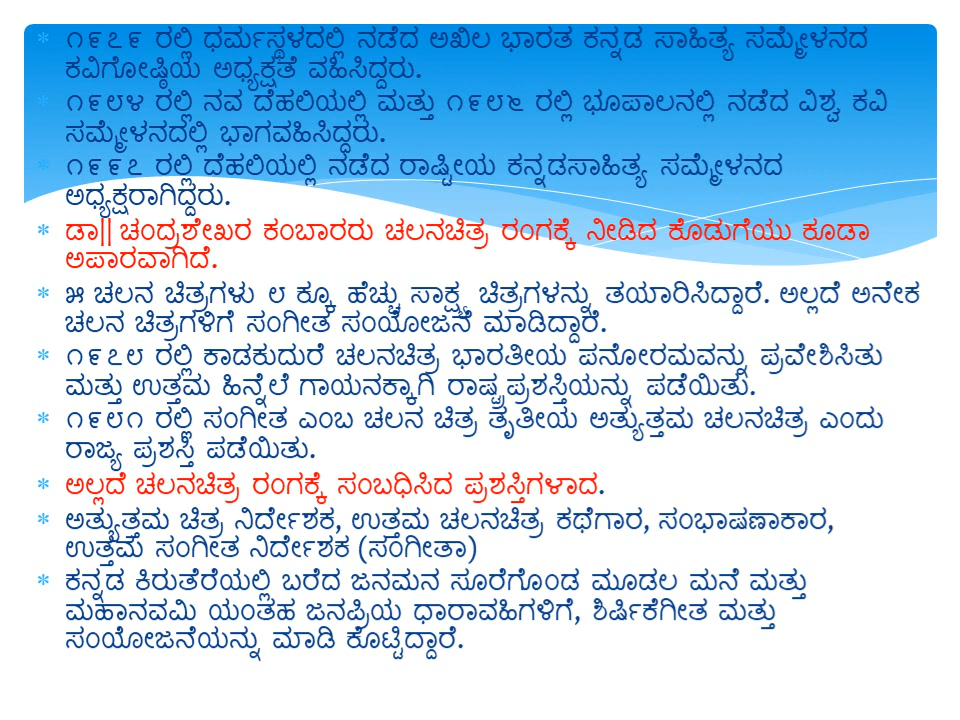 * ೧೯೭೯ ರಲ್ಲಿ ಧರ್ಮಸ್ಥಳದಲ್ಲಿ ನಡೆದ ಅಖಿಲ ಭಾರತ ಕನ್ನಡ ಸಾಹಿತ್ಯ ಸಮ್ಮೇಳನದ
ಕವಿಗೋಷ್ಠಿಯ ಅಧ್ಯಕ್ಷತೆ ವಹಿಸಿದ್ದರು.
* ೧೯೮೪ ರಲ್ಲಿ ನವ ದೆಹಲಿಯಲ್ಲಿ ಮತ್ತು ೧೯೮೬ ರಲ್ಲಿ ಭೂಪಾಲನಲ್ಲಿ ನಡೆದ ವಿಶ್ವ ಕವಿ
ಸಮ್ಮೇಳನದಲ್ಲಿ ಭಾಗವಹಿಸಿದ್ಧರು.
* ೧೯೯೭ ರಲ್ಲಿ ದೆಹಲಿಯಲ್ಲಿ ನಡೆದ ರಾಷ್ಟೀಯ ಕನ್ನಡಸಾಹಿತ್ಯ ಸಮ್ಮೇಳನದ
ಅಧ್ಯಕ್ಷರಾಗಿದ್ದರು.
* ಡಾ|| ಚಂದ್ರಶೇಖರ ಕಂಬಾರರು ಚಲನಚಿತ್ರ ರಂಗಕ್ಕೆ ನೀಡಿದ ಕೊಡುಗೆಯು ಕೂಡಾ
ಅಪಾರವಾಗಿದೆ.
* ೫ ಚಲನ ಚಿತ್ರಗಳು ೮ ಕ್ಕೂ ಹೆಚ್ಚು ಸಾಕ್ಷ್ಯ ಚಿತ್ರಗಳನ್ನು ತಯಾರಿಸಿದ್ದಾರೆ. ಅಲ್ಲದೆ ಅನೇಕ
ಚಲನ ಚಿತ್ರಗಳಿಗೆ ಸಂಗೀತ ಸಂಯೋಜನೆ ಮಾಡಿದ್ದಾರೆ.
* ೧೯೭೮ ರಲ್ಲಿ ಕಾಡಕುದುರೆ ಚಲನಚಿತ್ರ ಭಾರತೀಯ ಪನೋರಮವನ್ನು ಪ್ರವೇಶಿಸಿತು
ಮತ್ತು ಉತ್ತಮ ಹಿನ್ನೆಲೆ ಗಾಯನಕ್ಕಾಗಿ ರಾಷ್ಟ್ರಪ್ರಶಸ್ತಿಯನ್ನು ಪಡೆಯಿತು.
* ೧೯೮೧ ರಲ್ಲಿ ಸಂಗೀತ ಎಂಬ ಚಲನ ಚಿತ್ರ ತೃತೀಯ ಅತ್ಯುತ್ತಮ ಚಲನಚಿತ್ರ ಎಂದು
ರಾಜ್ಯ ಪ್ರಶಸ್ತಿ ಪಡೆಯಿತು.
* ಅಲ್ಲದೆ ಚಲನಚಿತ್ರ ರಂಗಕ್ಕೆ ಸಂಬಧಿಸಿದ ಪ್ರಶಸ್ತಿಗಳಾದ.
* ಅತ್ಯುತ್ತಮ ಚಿತ್ರ ನಿರ್ದೇಶಕ, ಉತ್ತಮ ಚಲನಚಿತ್ರ ಕಥೆಗಾರ, ಸಂಭಾಷಣಾಕಾರ,
ಉತ್ತಮ ಸಂಗೀತ ನಿರ್ದೇಶಕ (ಸಂಗೀತಾ)
* ಕನ್ನಡ ಕಿರುತೆರೆಯಲ್ಲಿ ಬರೆದ ಜನಮನ ಸೂರೆಗೊಂಡ ಮೂಡಲ ಮನೆ ಮತ್ತು
ಮಹಾನವಮಿ ಯಂತಹ ಜನಪ್ರಿಯ ಧಾರಾವಹಿಗಳಿಗೆ, ಶಿರ್ಷಿಕೆಗೀತ ಮತ್ತು
ಸಂಯೋಜನೆಯನ್ನು ಮಾಡಿ ಕೊಟ್ಟಿದ್ದಾರೆ.